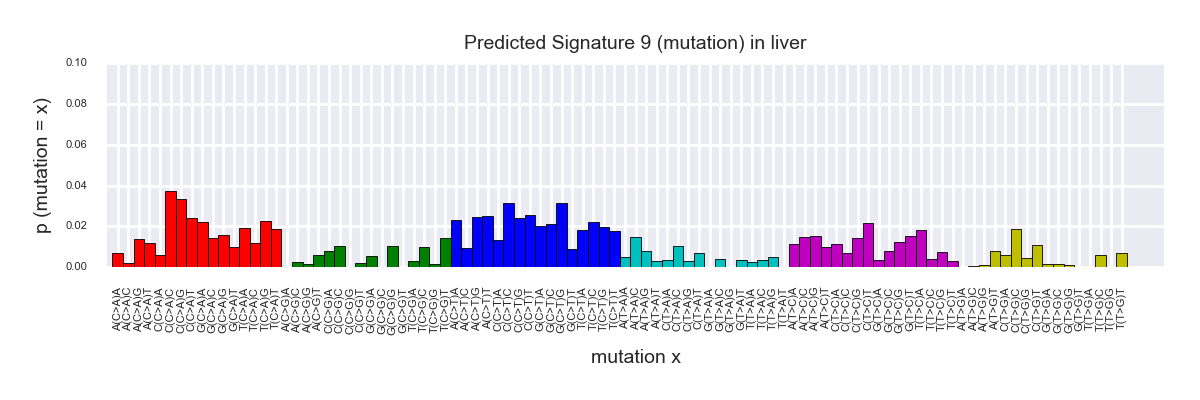 Predicted Signature 9 (mutation) in liver
p (mutation = x)
0.10
0.08
0.06
0.04
0.02
0.00
A(C>A)A
A(C>A)C
A(C>A)G
A(C>A)T
C(C>A)A
C(C>A)C
C(C>A)G
C(C>A)T
G(C>A)A
G(C>A)C
G(C>A)G
G(C>A)T
T(C>A)A
T(C>A)C
T(C>A)G
T(C>A)T
A(C>G)A
A(C>G)C
A(C>G)G
A(C>G)T
C(C>G)A
C(C>G)C
C(C>G)G
C(C>G)T
G(C>G)A
G(C>G)C
G(C>G)G
G(C>G)T
T(C>G)A
T(C>G)C
T(C>G)G
T(C>G)T
A(C>T)A
A(C>T)C
A(C>T)G
A(C>T)T
C(C>T)A
C(C>T)C
C(C>T)G
C(C>T)T
G(C>T)A
G(C>T)C
G(C>T)G
G(C>T)T
T(C>T)A
T(C>T)C
T(C>T)G
T(C>T)T
A(T>A)A
A(T>A)C
A(T>A)G
A(T>A)T
C(T>A)A
C(T>A)C
C(T>A)G
C(T>A)T
G(T>A)A
G(T>A)C
G(T>A)G
G(T>A)T
T(T>A)A
T(T>A)C
T(T>A)G
T(T>A)T
A(T>C)A
A(T>C)C
A(T>C)G
A(T>C)T
C(T>C)A
C(T>C)C
C(T>C)G
C(T>C)T
G(T>C)A
G(T>C)C
G(T>C)G
G(T>C)T
T(T>C)A
T(T>C)C
T(T>C)G
T(T>C)T
A(T>G)A
A(T>G)C
A(T>G)G
A(T>G)T
C(T>G)A
C(T>G)C
C(T>G)G
C(T>G)T
G(T>G)A
G(T>G)C
G(T>G)G
G(T>G)T
T(T>G)A
T(T>G)C
T(T>G)G
T(T>G)T
mutation x